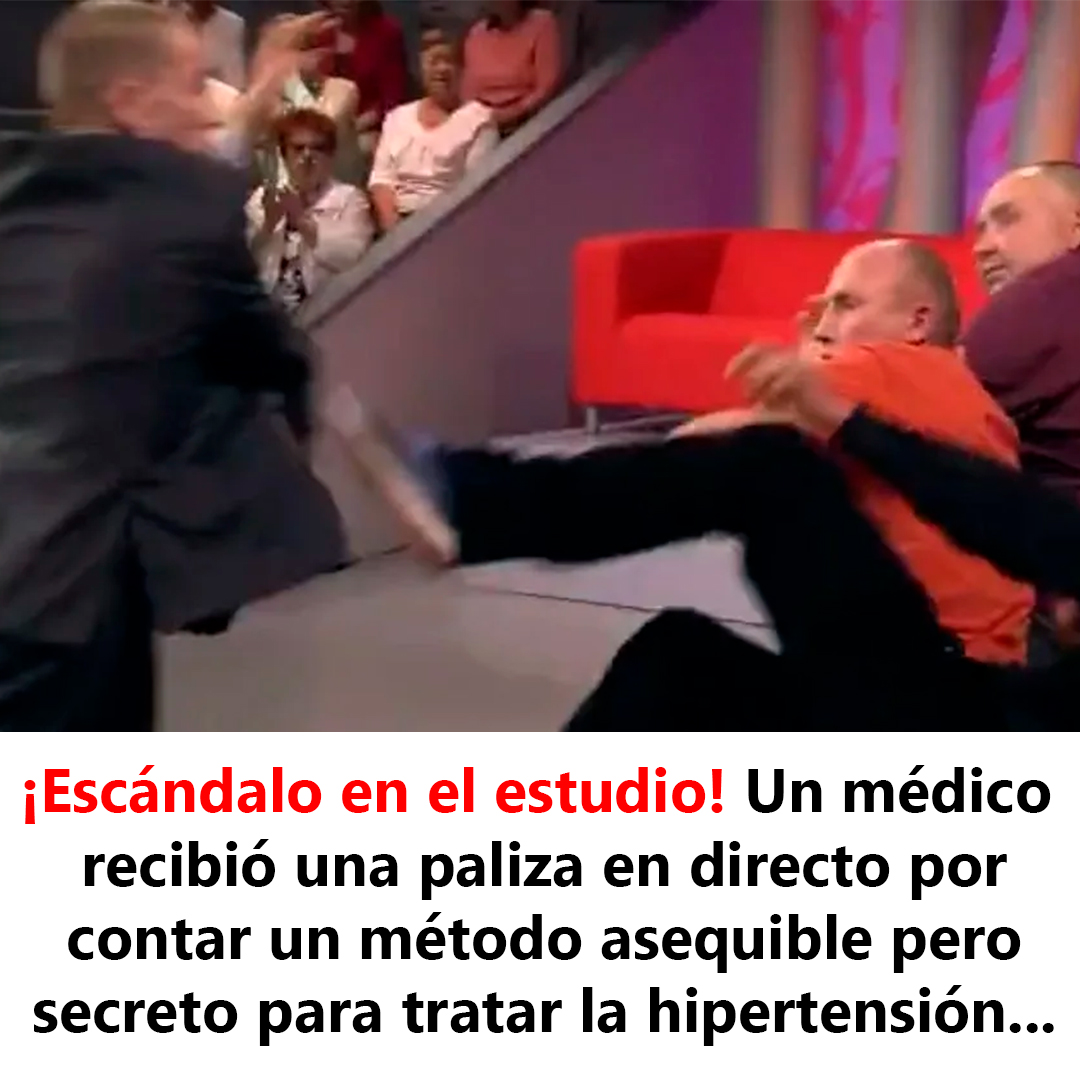 ¡Escándalo en el estudio! Un médico
recibió una paliza en directo por
contar un método asequible pero
secreto para tratar la hipertensión...